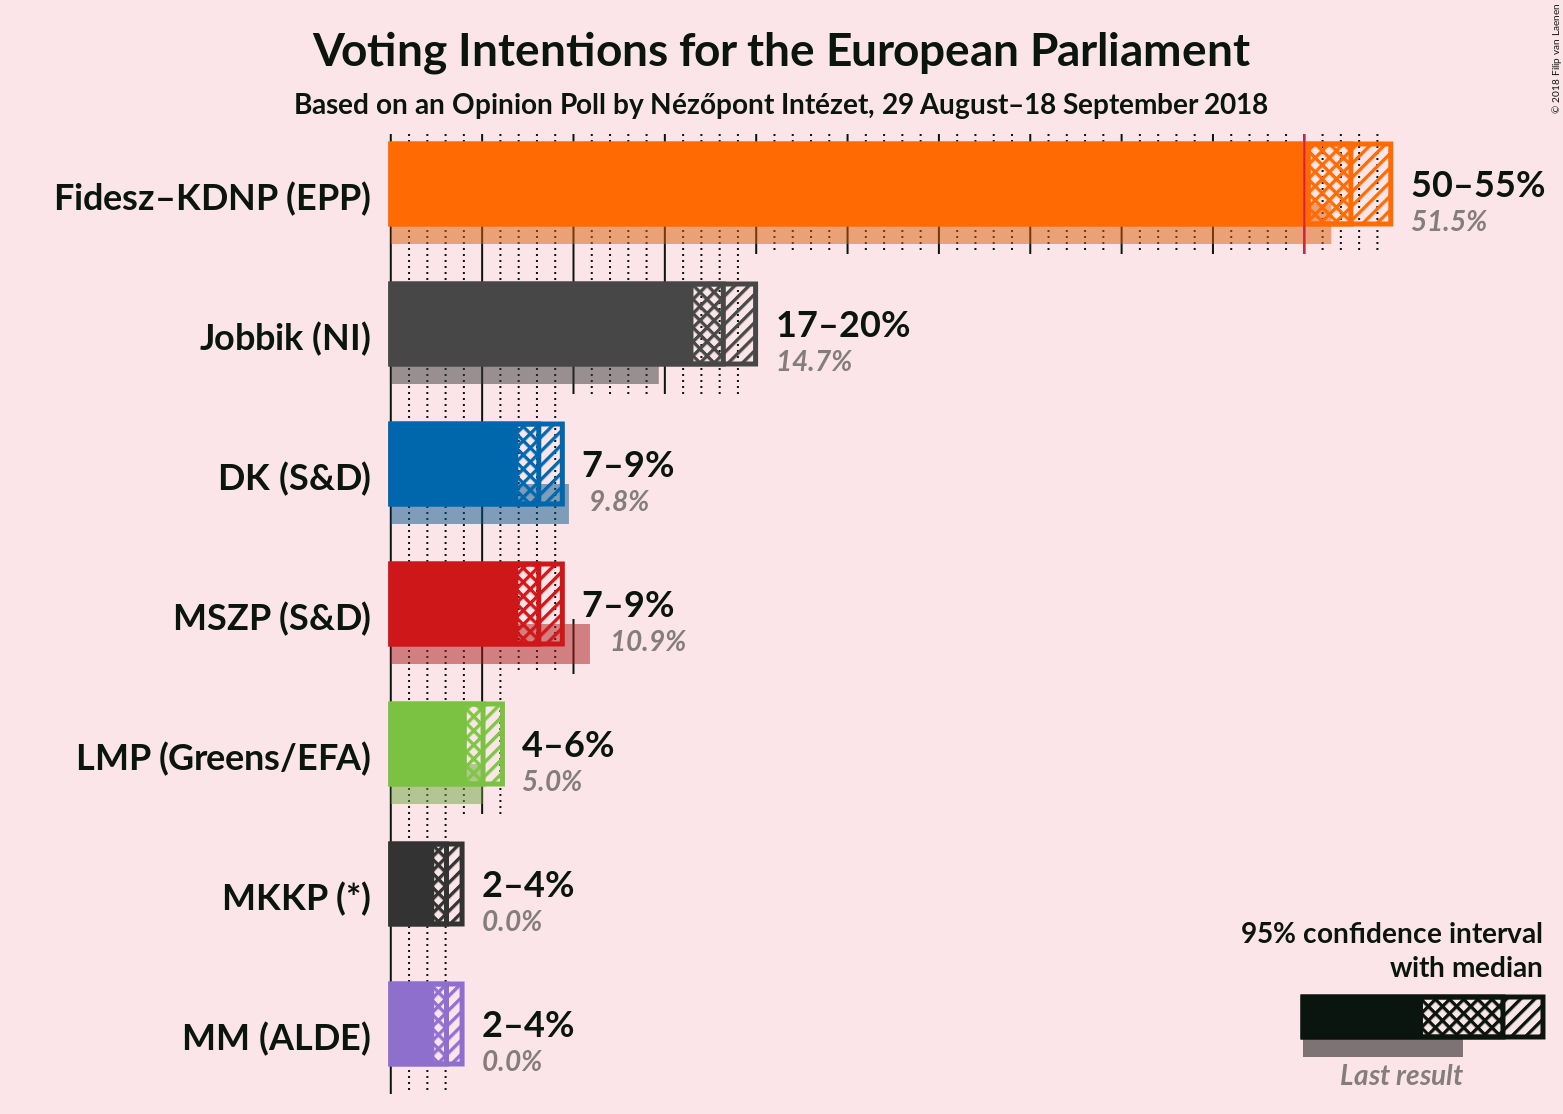 Voting Intentions for the European Parliament
Based on an Opinion Poll by Nézőpont Intézet, 29 August–18 September 2018
© 2018 Filip van Laenen
Fidesz–KDNP (EPP)
50–55%
51.5%
Jobbik (NI)
17–20%
14.7%
DK (S&D)
7–9%
9.8%
MSZP (S&D)
7–9%
10.9%
LMP (Greens/EFA)
4–6%
5.0%
MKKP (*)
2–4%
0.0%
MM (ALDE)
2–4%
0.0%
95% confidence interval
with median
Last result